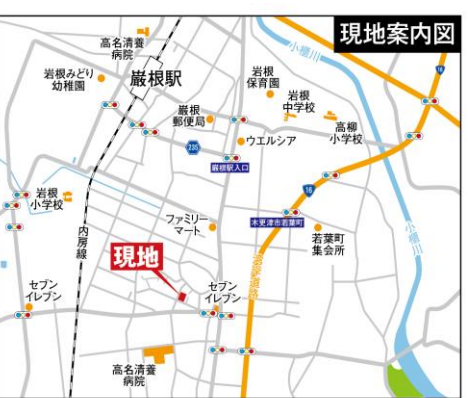 現地案内図
高名清養
病院
小櫃川
16
岩根みどり
幼稚園
巌根駅
岩根
保育園
岩根
中学校
巌根
郵便局
高柳
小学校
ウエルシア
235
巌根駅入口
岩根
小学校
16
ファミリー
マート
木更津市若葉町
内房線
若葉町
集会所
小櫃川
現地
セブン
イレブン
セブン
イレブン
高名清養
病院